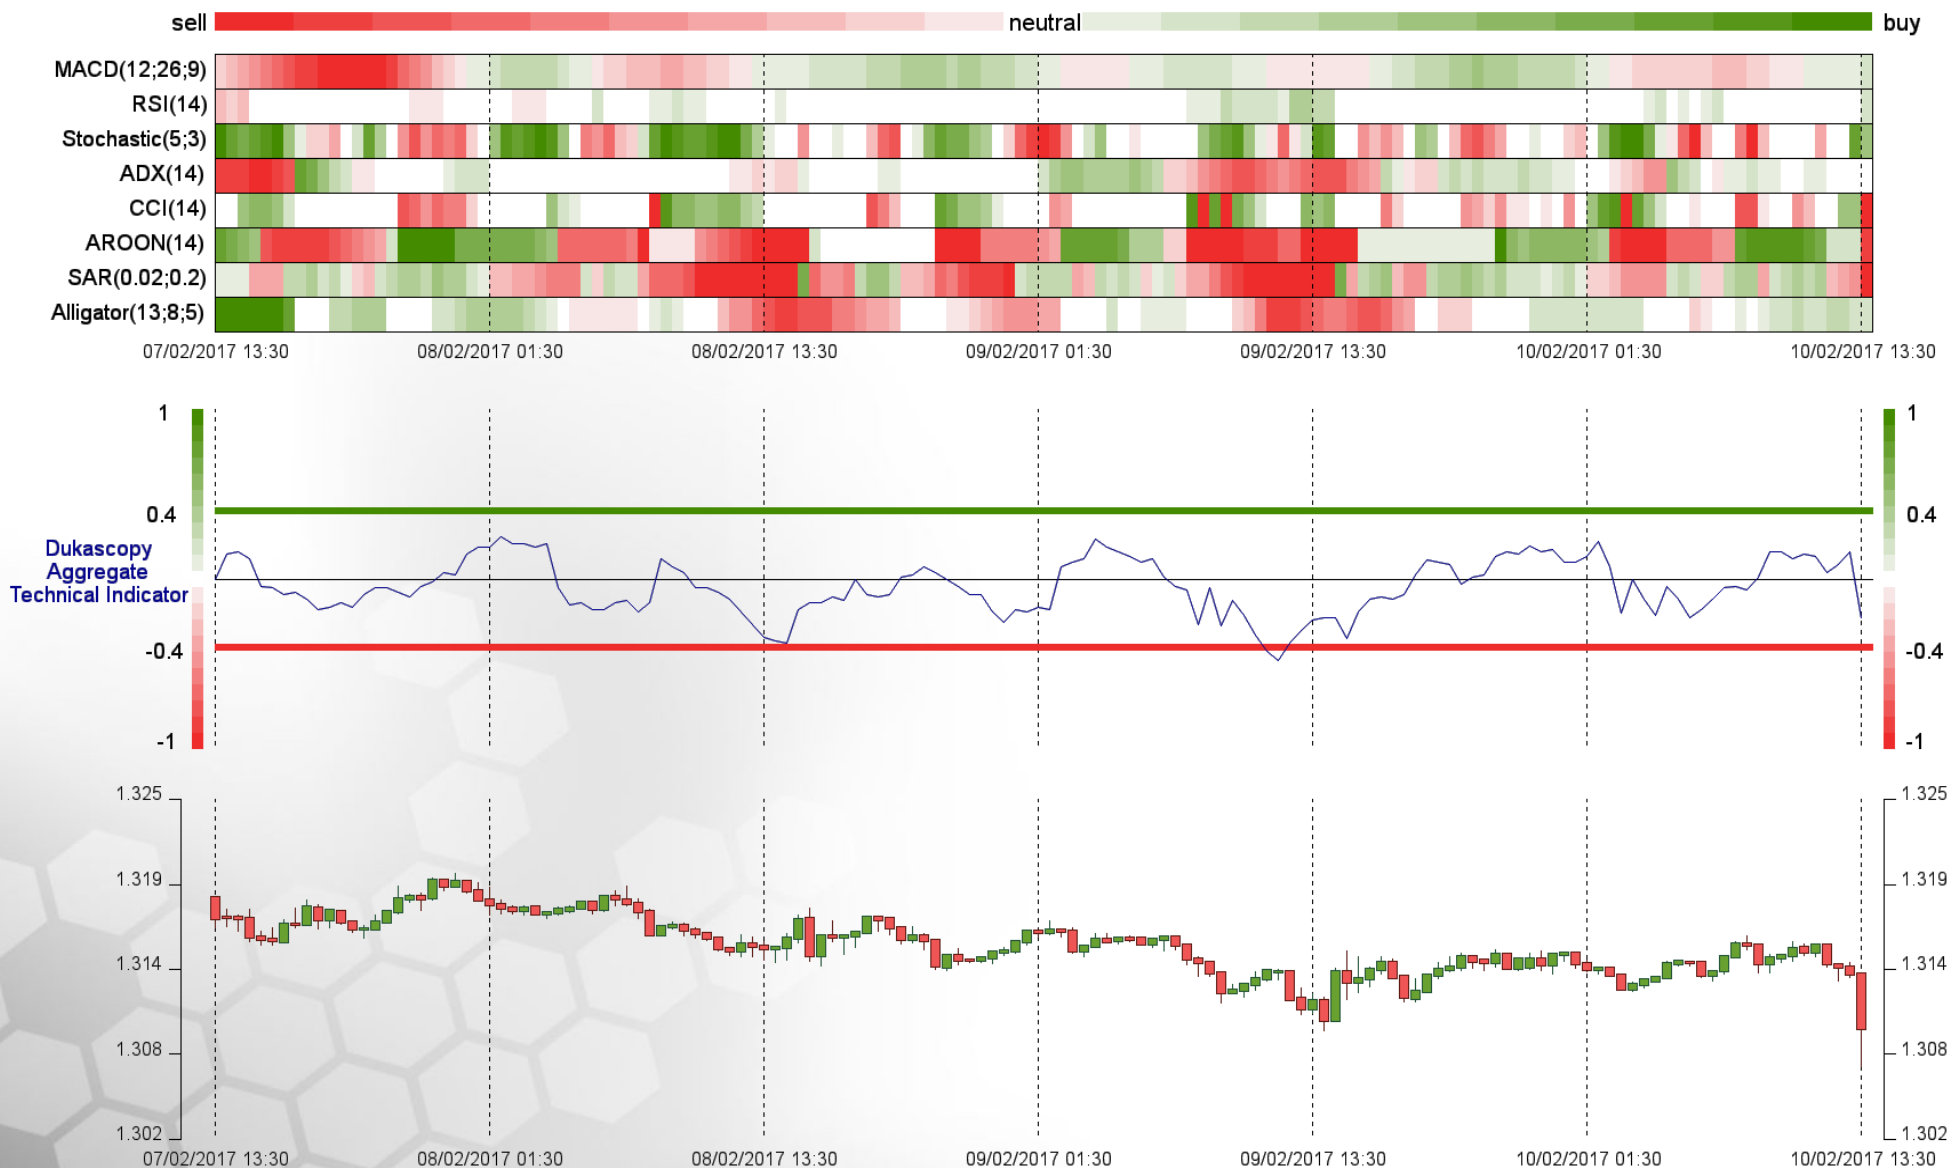 sell neutral buy
MACD(12;26;9)
RSI(14)
Stochastic(5;3)
ADX(14)
CCI(14)
AROON(14)
SAR(0.02;0.2)
Alligator(13;8;5)
07/02/2017 13:30 08/02/2017 01:30 08/02/2017 13:30 09/02/2017 01:30 09/02/2017 13:30 10/02/2017 01:30 10/02/2017 13:30
1 1
0.4 0.4
Dukascopy
Aggregate
Technical Indicator
-0.4 -0.4
-1 -1
1.325 1.325
1.319 1.319
1.314 1.314
1.308 1.308
1.302 1.302
07/02/2017 13:30 08/02/2017 01:30 08/02/2017 13:30 09/02/2017 01:30 09/02/2017 13:30 10/02/2017 01:30 10/02/2017 13:30